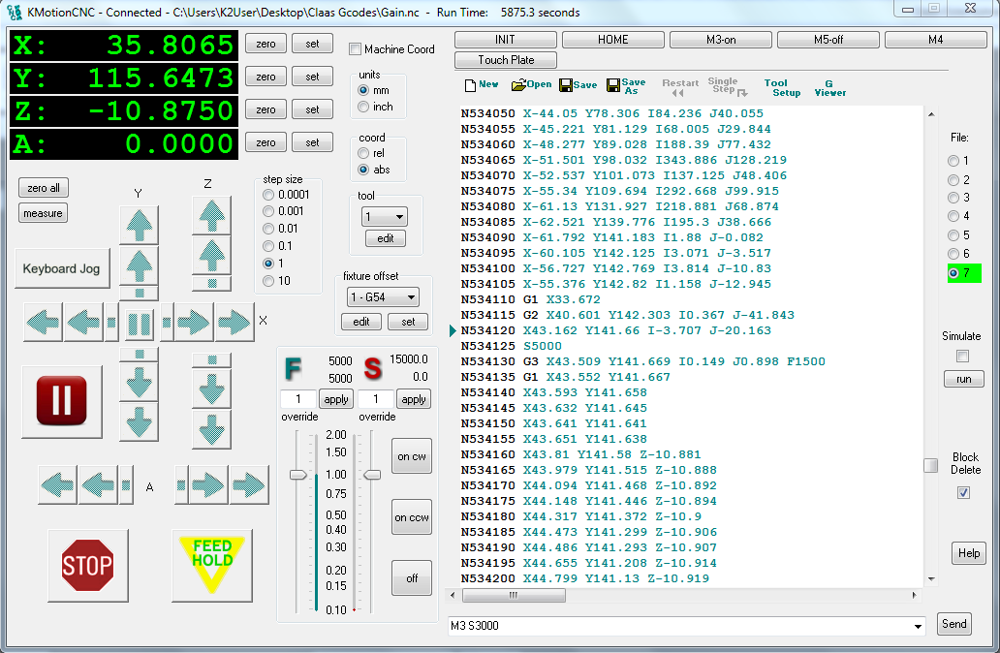 KMotionCNC - Connected - C:\Users\K2User\Desktop\Claas Gcodes\Gain.nc - Run Time: 5875.3 seconds
X: 35.8065
Y: 115.6473
Z: -10.8750
A: 0.0000
zero set
zero set
zero set
zero set
Machine Coord
units
mm
inch
coord
rel
abs
tool
1
edit
fixture offset
1 - G54
edit set
zero all
measure
Keyboard Jog
Y
Z
X
A
step size
0.0001
0.001
0.01
0.1
1
10
F 5000 S 15000.0
5000 0.0
1 apply 1 apply
override override
2.00
1.50
1.00
0.75
0.50
0.40
0.30
0.20
0.15
0.10
on cw
on ccw
off
STOP
FEED
HOLD
INIT HOME M3-on M5-off M4
Touch Plate
New Open Save Save As Restart Single Step Tool Setup G Viewer
N534050 X-44.05 Y78.306 I84.236 J40.055
N534055 X-45.221 Y81.129 I68.005 J29.844
N534060 X-48.277 Y89.028 I188.39 J77.432
N534065 X-51.501 Y98.032 I343.886 J128.219
N534070 X-52.537 Y101.073 I137.125 J48.406
N534075 X-55.34 Y109.694 I292.668 J99.915
N534080 X-61.13 Y131.927 I218.881 J68.874
N534085 X-62.521 Y139.776 I195.3 J38.666
N534090 X-61.792 Y141.183 I1.88 J-0.082
N534095 X-60.105 Y142.125 I3.071 J-3.517
N534100 X-56.727 Y142.769 I3.814 J-10.83
N534105 X-55.376 Y142.82 I1.158 J-12.945
N534110 G1 X33.672
N534115 G2 X40.601 Y142.303 I0.367 J-41.843
N534120 X43.162 Y141.66 I-3.707 J-20.163
N534125 S5000
N534130 G3 X43.509 Y141.669 I0.149 J0.898 F1500
N534135 G1 X43.552 Y141.667
N534140 X43.593 Y141.658
N534145 X43.632 Y141.645
N534150 X43.641 Y141.641
N534155 X43.651 Y141.638
N534160 X43.81 Y141.58 Z-10.881
N534165 X43.979 Y141.515 Z-10.888
N534170 X44.094 Y141.468 Z-10.892
N534175 X44.148 Y141.446 Z-10.894
N534180 X44.317 Y141.372 Z-10.9
N534185 X44.473 Y141.299 Z-10.906
N534190 X44.486 Y141.293 Z-10.907
N534195 X44.655 Y141.208 Z-10.914
N534200 X44.799 Y141.13 Z-10.919
M3 S3000
Send
File:
1
2
3
4
5
6
7
Simulate
run
Block
Delete
Help